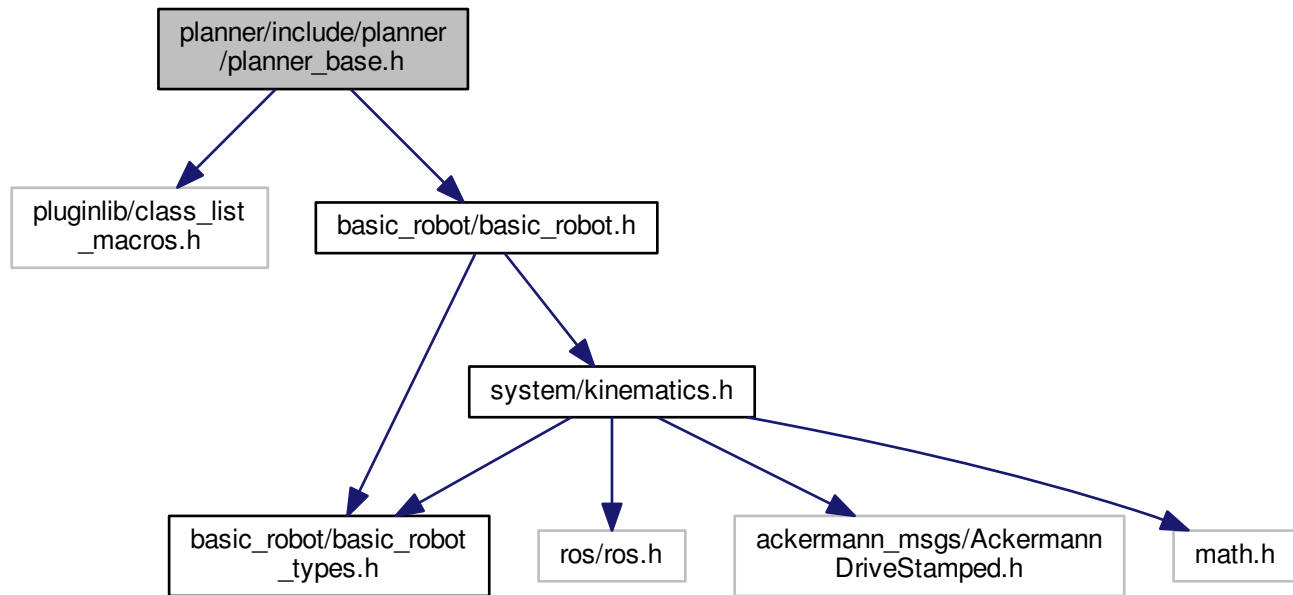 planner/include/planner
/planner_base.h
pluginlib/class_list
_macros.h
basic_robot/basic_robot.h
system/kinematics.h
basic_robot/basic_robot
_types.h
ros/ros.h
ackermann_msgs/Ackermann
DriveStamped.h
math.h